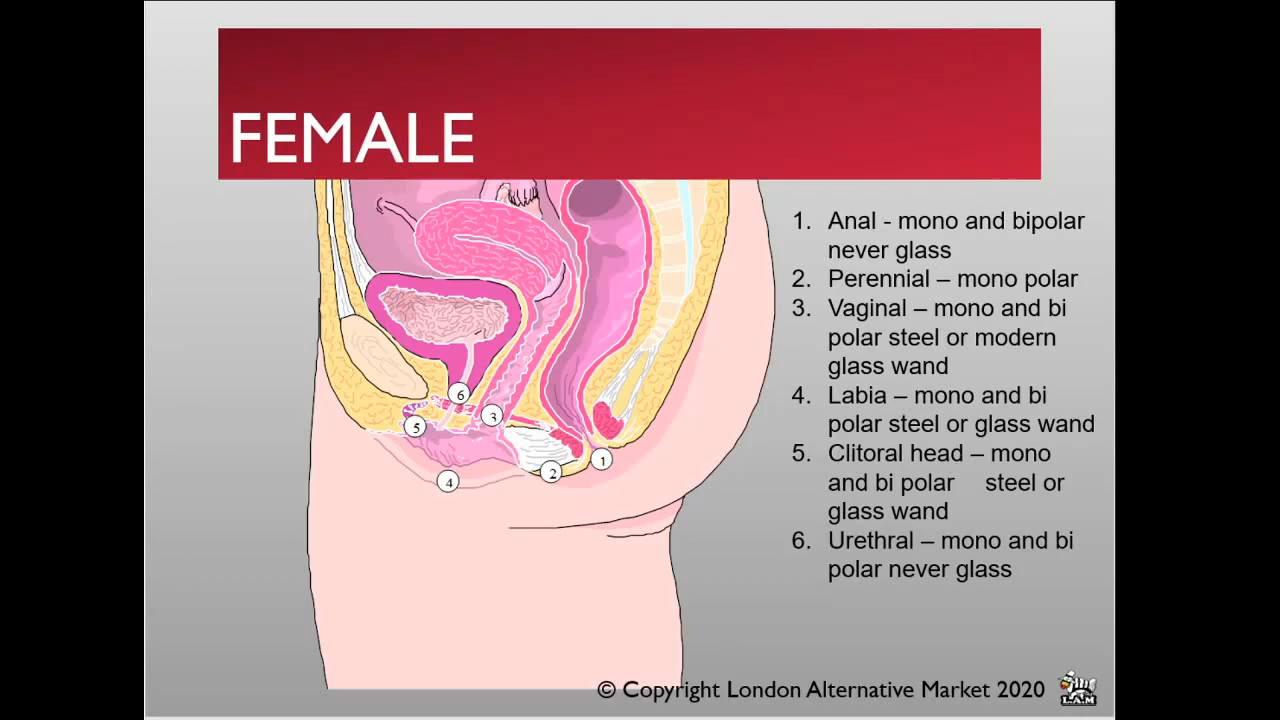 FEMALE
1. Anal - mono and bipolar
never glass
2. Perennial – mono polar
3. Vaginal – mono and bi
polar steel or modern
glass wand
4. Labia – mono and bi
polar steel or glass wand
5. Clitoral head – mono
and bi polar steel or
glass wand
6. Urethral – mono and bi
polar never glass
6
3
5
1
2
4
© Copyright London Alternative Market 2020
L.A.M